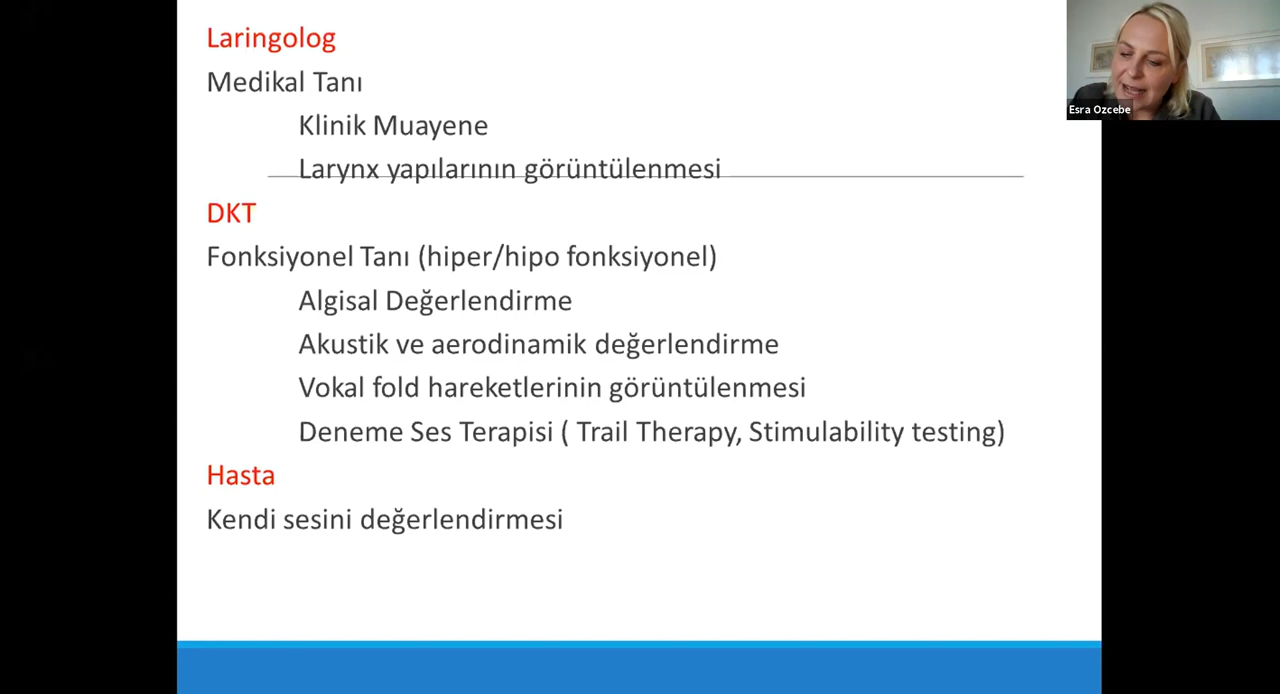 Laringolog
Medikal Tanı
Klinik Muayene
Larynx yapılarının görüntülenmesi
DKT
Fonksiyonel Tanı (hiper/hipo fonksiyonel)
Algisal Değerlendirme
Akustik ve aerodinamik değerlendirme
Vokal fold hareketlerinin görüntülenmesi
Deneme Ses Terapisi ( Trail Therapy, Stimulability testing)
Hasta
Kendi sesini değerlendirmesi
Esra Ozcebe